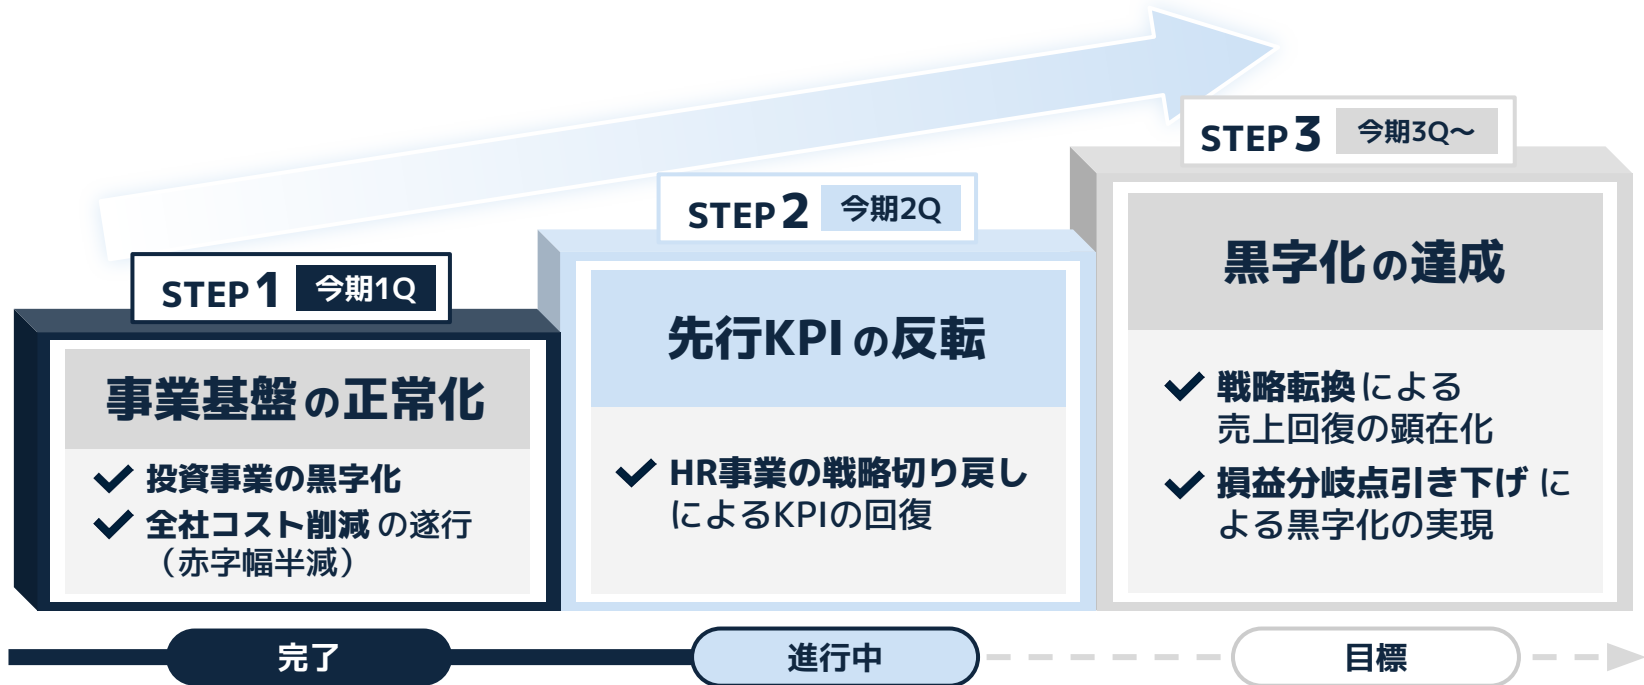 STEP1 今期1Q
事業基盤の正常化
投資事業の黒字化
全社コスト削減の遂行
（赤字幅半減）
完了
STEP2 今期2Q
先行KPIの反転
HR事業の戦略切り戻し
によるKPIの回復
進行中
STEP3 今期3Q～
黒字化の達成
戦略転換による
売上回復の顕在化
損益分岐点引き下げ に
よる黒字化の実現
目標